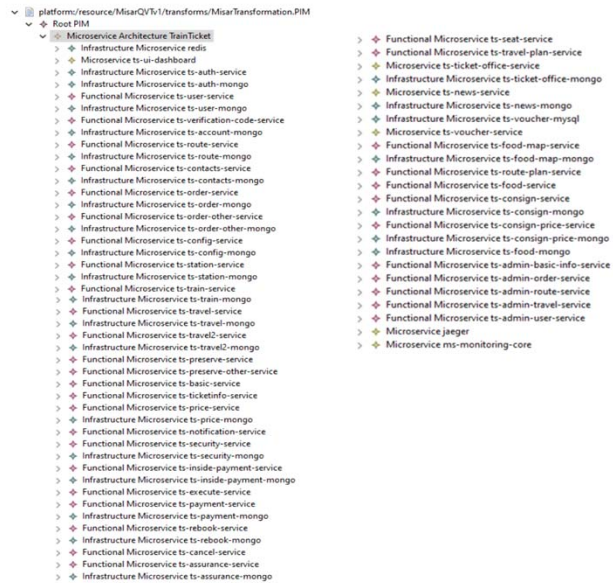 platform:/resource/MisarQVTv1/transforms/MisarTransformation.PIM
Root PIM
Microservice Architecture TrainTicket
Infrastructure Microservice redis
Microservice ts-ui-dashboard
Infrastructure Microservice ts-auth-service
Infrastructure Microservice ts-auth-mongo
Functional Microservice ts-user-service
Infrastructure Microservice ts-user-mongo
Functional Microservice ts-verification-code-service
Infrastructure Microservice ts-account-mongo
Functional Microservice ts-route-service
Infrastructure Microservice ts-route-mongo
Functional Microservice ts-contacts-service
Infrastructure Microservice ts-contacts-mongo
Functional Microservice ts-order-service
Infrastructure Microservice ts-order-mongo
Functional Microservice ts-order-other-service
Infrastructure Microservice ts-order-other-mongo
Functional Microservice ts-config-service
Infrastructure Microservice ts-config-mongo
Functional Microservice ts-station-service
Infrastructure Microservice ts-station-mongo
Functional Microservice ts-train-service
Infrastructure Microservice ts-train-mongo
Functional Microservice ts-travel-service
Infrastructure Microservice ts-travel-mongo
Functional Microservice ts-travel2-service
Infrastructure Microservice ts-travel2-mongo
Functional Microservice ts-preserve-service
Functional Microservice ts-preserve-other-service
Functional Microservice ts-basic-service
Functional Microservice ts-ticketinfo-service
Functional Microservice ts-price-service
Infrastructure Microservice ts-price-mongo
Functional Microservice ts-notification-service
Functional Microservice ts-security-service
Infrastructure Microservice ts-security-mongo
Functional Microservice ts-inside-payment-service
Infrastructure Microservice ts-inside-payment-mongo
Functional Microservice ts-execute-service
Functional Microservice ts-payment-service
Infrastructure Microservice ts-payment-mongo
Functional Microservice ts-rebook-service
Infrastructure Microservice ts-rebook-mongo
Functional Microservice ts-cancel-service
Functional Microservice ts-assurance-service
Infrastructure Microservice ts-assurance-mongo
Functional Microservice ts-seat-service
Functional Microservice ts-travel-plan-service
Microservice ts-ticket-office-service
Infrastructure Microservice ts-ticket-office-mongo
Microservice ts-news-service
Infrastructure Microservice ts-news-mongo
Infrastructure Microservice ts-voucher-mysql
Microservice ts-voucher-service
Functional Microservice ts-food-map-service
Infrastructure Microservice ts-food-map-mongo
Functional Microservice ts-route-plan-service
Functional Microservice ts-food-service
Functional Microservice ts-consign-service
Infrastructure Microservice ts-consign-mongo
Functional Microservice ts-consign-price-service
Infrastructure Microservice ts-consign-price-mongo
Infrastructure Microservice ts-food-mongo
Functional Microservice ts-admin-basic-info-service
Functional Microservice ts-admin-order-service
Functional Microservice ts-admin-route-service
Functional Microservice ts-admin-travel-service
Functional Microservice ts-admin-user-service
Microservice jaeger
Microservice ms-monitoring-core